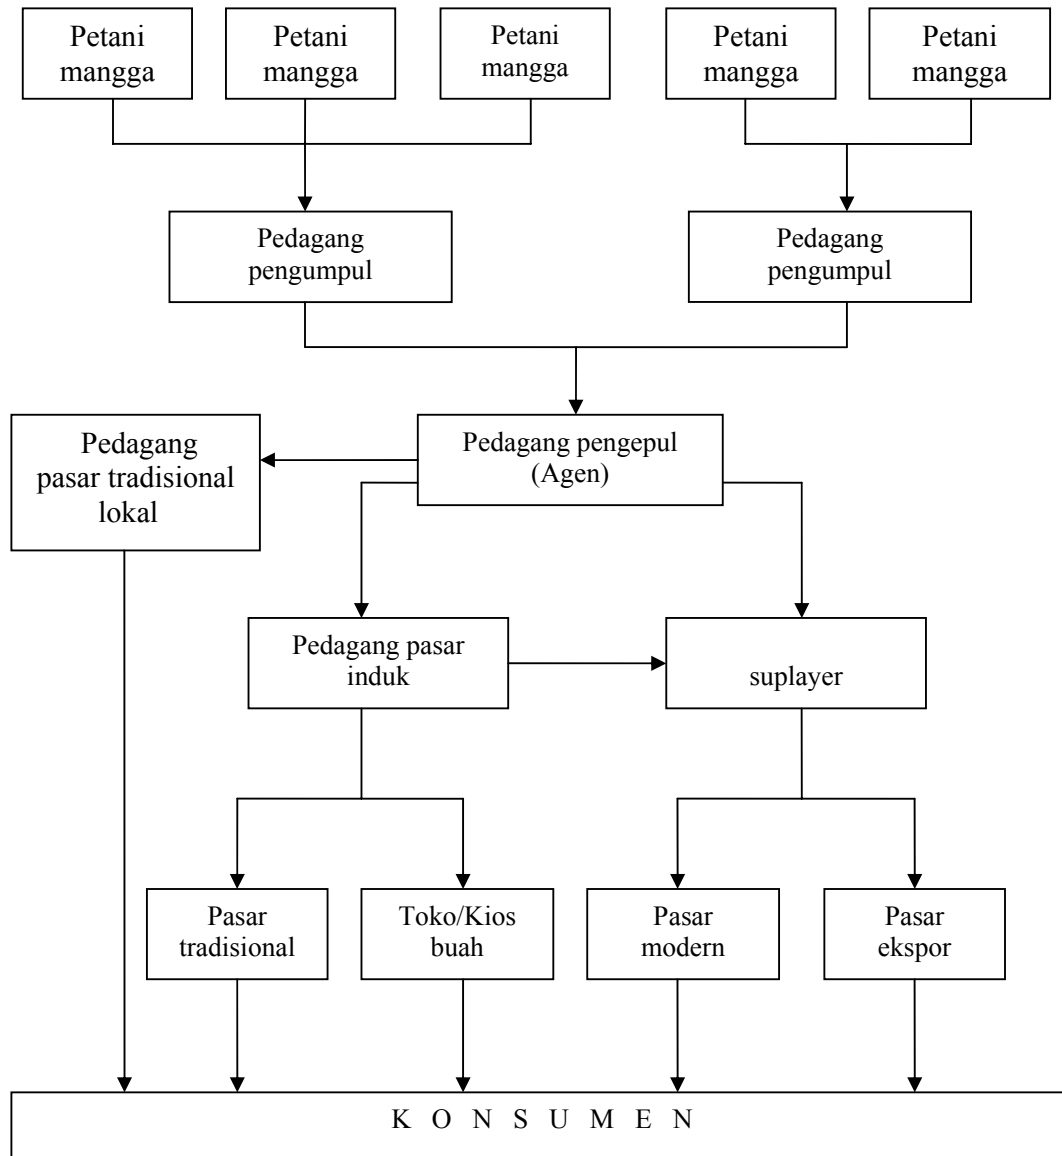 Petani
mangga
Petani
mangga
Petani
mangga
Petani
mangga
Petani
mangga
Pedagang
pengumpul
Pedagang
pengumpul
Pedagang
pasar tradisional
lokal
Pedagang pengepul
(Agen)
Pedagang pasar
induk
suplayer
Pasar
tradisional
Toko/Kios
buah
Pasar
modern
Pasar
ekspor
K O N S U M E N